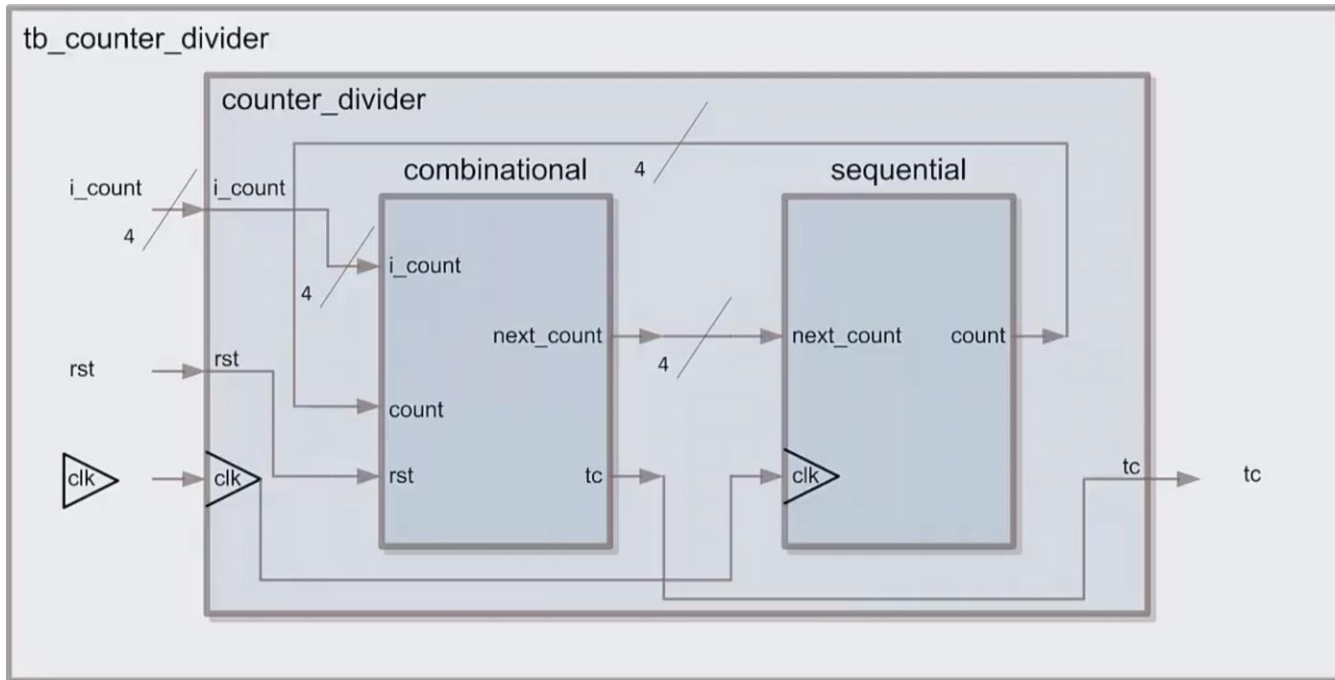 tb_counter_divider
counter_divider
combinational
4
sequential
i_count
i_count
4
i_count
4
next_count
4
next_count
count
rst
rst
count
clk
clk
rst
tc
clk
tc
tc